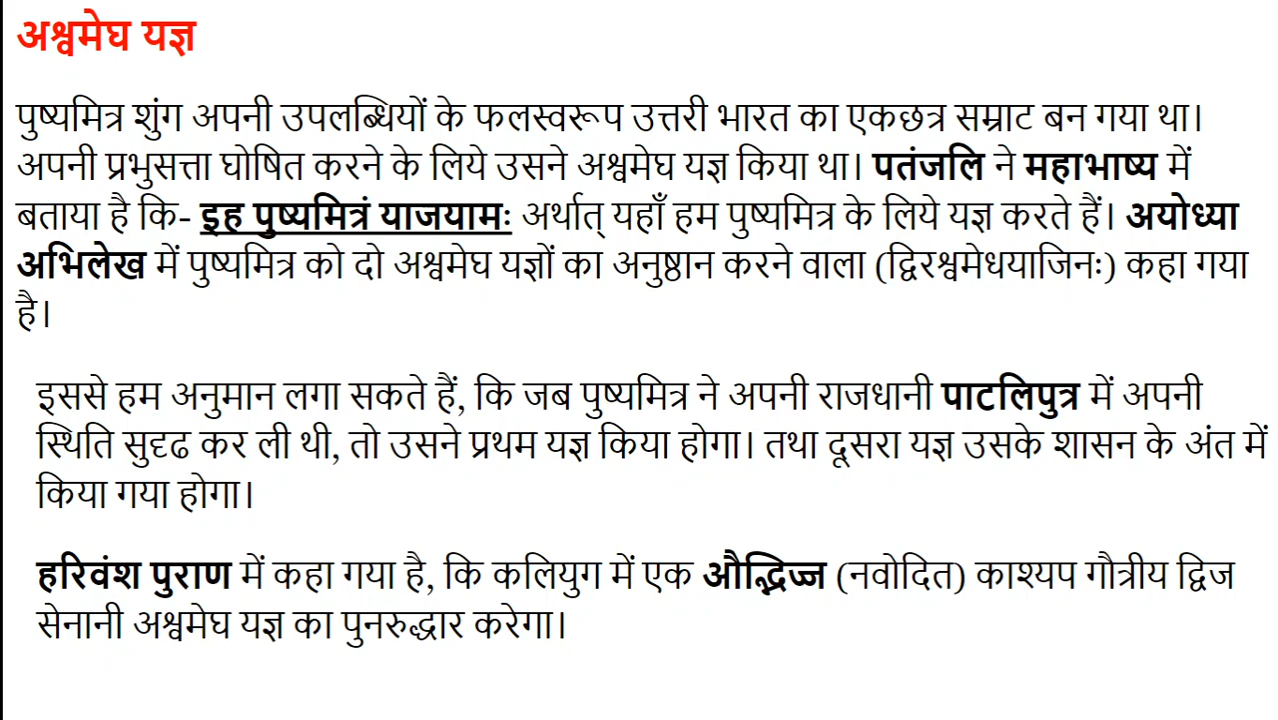 अश्वमेघ यज्ञ
पुष्यमित्र शुंग अपनी उपलब्धियों के फलस्वरूप उत्तरी भारत का एकछत्र सम्राट बन गया था।
अपनी प्रभुसत्ता घोषित करने के लिये उसने अश्वमेघ यज्ञ किया था। पतंजलि ने महाभाष्य में
बताया है कि- इह पुष्यमित्रं याजयामः अर्थात् यहाँ हम पुष्यमित्र के लिये यज्ञ करते हैं। अयोध्या
अभिलेख में पुष्यमित्र को दो अश्वमेघ यज्ञों का अनुष्ठान करने वाला (द्विरश्वमेधयाजिनः) कहा गया
है।
इससे हम अनुमान लगा सकते हैं, कि जब पुष्यमित्र ने अपनी राजधानी पाटलिपुत्र में अपनी
स्थिति सुदृढ कर ली थी, तो उसने प्रथम यज्ञ किया होगा। तथा दूसरा यज्ञ उसके शासन के अंत में
किया गया होगा।
हरिवंश पुराण में कहा गया है, कि कलियुग में एक औद्भिज्ज (नवोदित) काश्यप गौत्रीय द्विज
सेनानी अश्वमेघ यज्ञ का पुनरुद्धार करेगा।